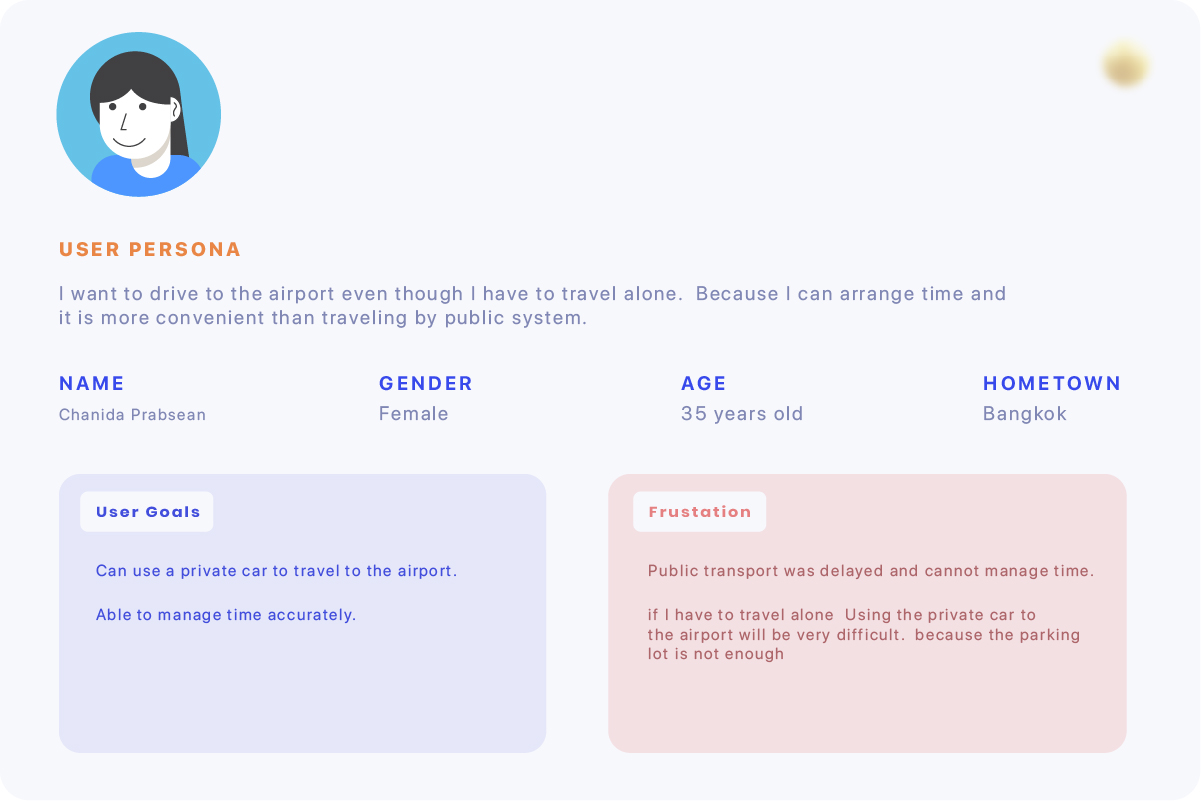 USER PERSONA
I want to drive to the airport even though I have to travel alone.  Because I can arrange time and
it is more convenient than traveling by public system.
NAME
Chanida Prabsean
GENDER
Female
AGE
35 years old
HOMETOWN
Bangkok
User Goals
Can use a private car to travel to the airport.
Able to manage time accurately.
Frustation
Public transport was delayed and cannot manage time.
if I have to travel alone  Using the private car to
the airport will be very difficult.  because the parking
lot is not enough